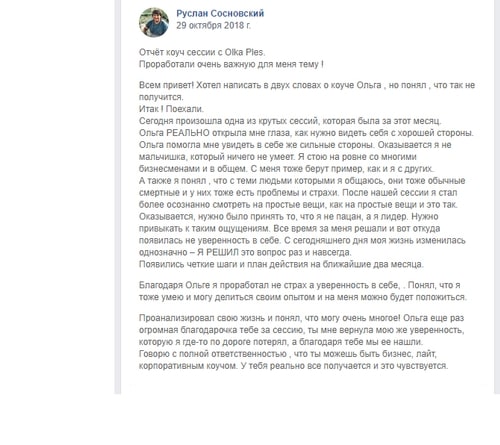 Руслан Сосновский
29 октября 2018 г.
Отчёт коуч сессии с Olka Ples.
Проработали очень важную для меня тему !
Всем привет! Хотел написать в двух словах о коуче Ольга , но понял , что так не
получится.
Итак ! Поехали.
Сегодня произошла одна из крутых сессий, которая была за этот месяц.
Ольга РЕАЛЬНО открыла мне глаза, как нужно видеть себя с хорошей стороны.
Ольга помогла мне увидеть в себе же сильные стороны. Оказывается я не
мальчишка, который ничего не умеет. Я стою на ровне со многими
бизнесменами и в общем. С меня тоже берут пример, как и я с других.
А также я понял , что с теми людьми которыми я общаюсь, они тоже обычные
смертные и у них тоже есть проблемы и страхи. После нашей сессии я стал
более осознанно смотреть на простые вещи, как на простые вещи и это так.
Оказывается, нужно было принять то, что я не пацан, а я лидер. Нужно
привыкать к таким ощущениям. Все время за меня решали и вот откуда
появилась не уверенность в себе. С сегодняшнего дня моя жизнь изменилась
однозначно – Я РЕШИЛ это вопрос раз и навсегда.
Появились четкие шаги и план действия на ближайшие два месяца.
Благодаря Ольге я проработал не страх а уверенность в себе, . Понял, что я
тоже умею и могу делиться своим опытом и на меня можно будет положиться.
Проанализировал свою жизнь и понял, что могу очень многое! Ольга еще раз
огромная благодарочка тебе за сессию, ты мне вернула мою же уверенность,
которую я где-то по дороге потерял, а благодаря тебе мы ее нашли.
Говорю с полной ответственностью , что ты можешь быть бизнес, лайт,
корпоративным коучом. У тебя реально все получается и это чувствуется.